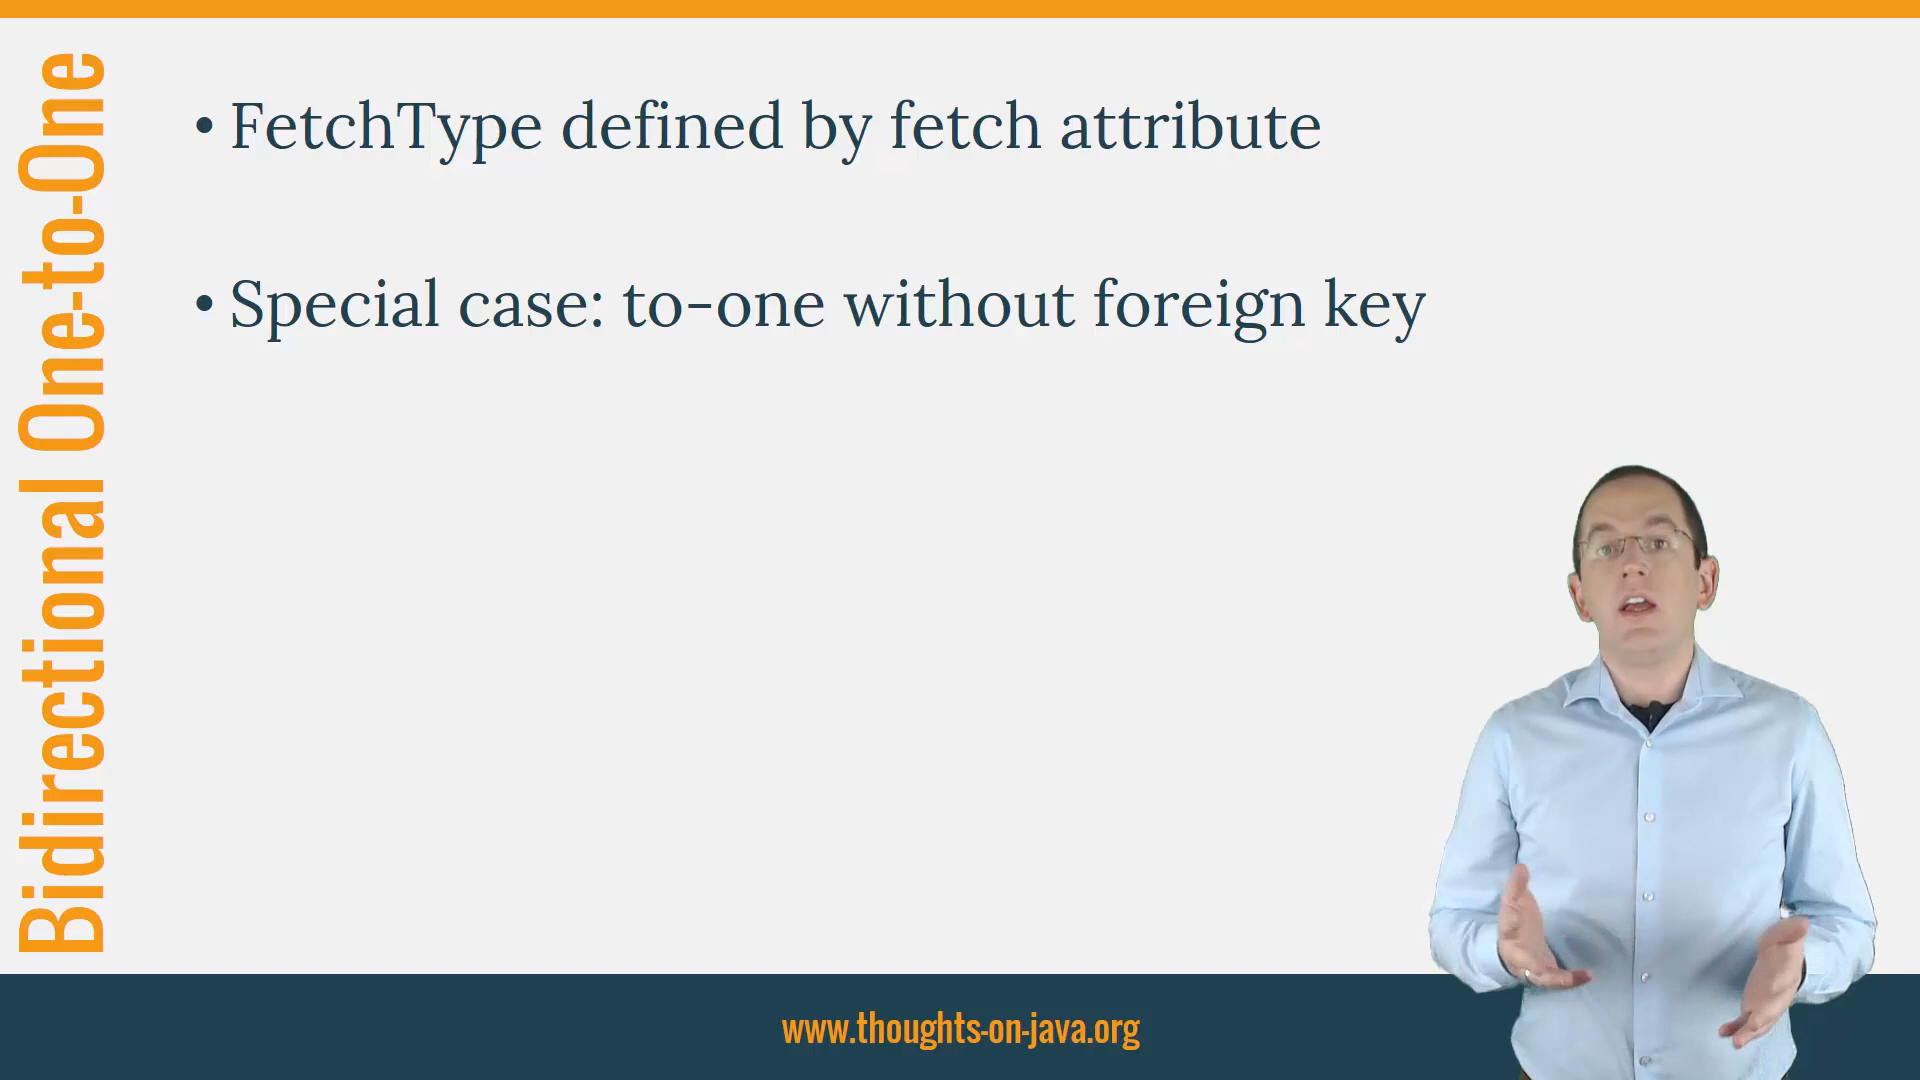 Bidirectional One-to-One
• FetchType defined by fetch attribute
• Special case: to-one without foreign key
www.thoughts-on-java.org